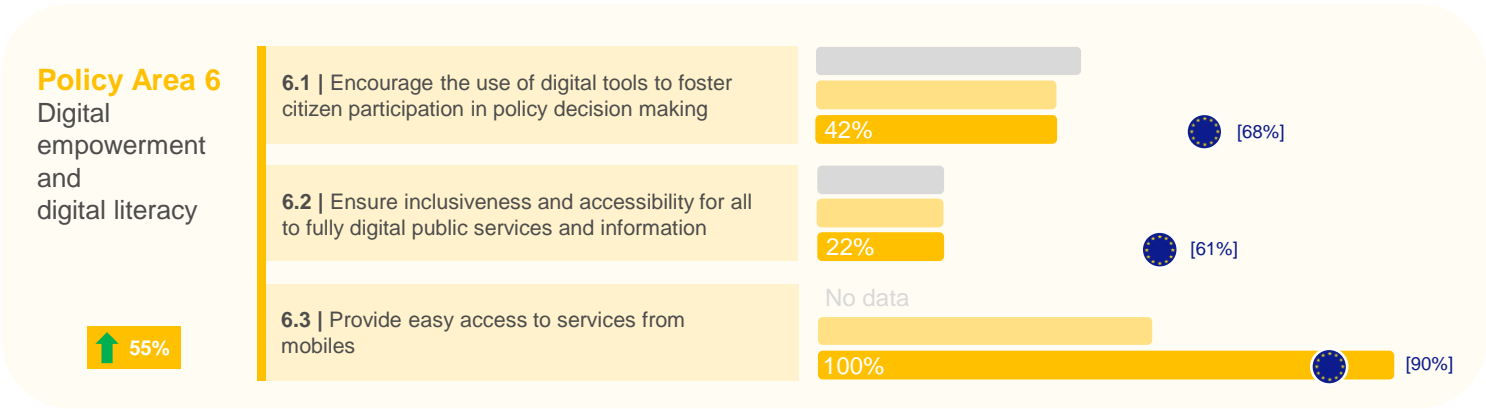 Policy Area 6
Digital
empowerment
and
digital literacy
55%
6.1 | Encourage the use of digital tools to foster
citizen participation in policy decision making
42%
[68%]
6.2 | Ensure inclusiveness and accessibility for all
to fully digital public services and information
22%
[61%]
6.3 | Provide easy access to services from
mobiles
No data
100%
[90%]